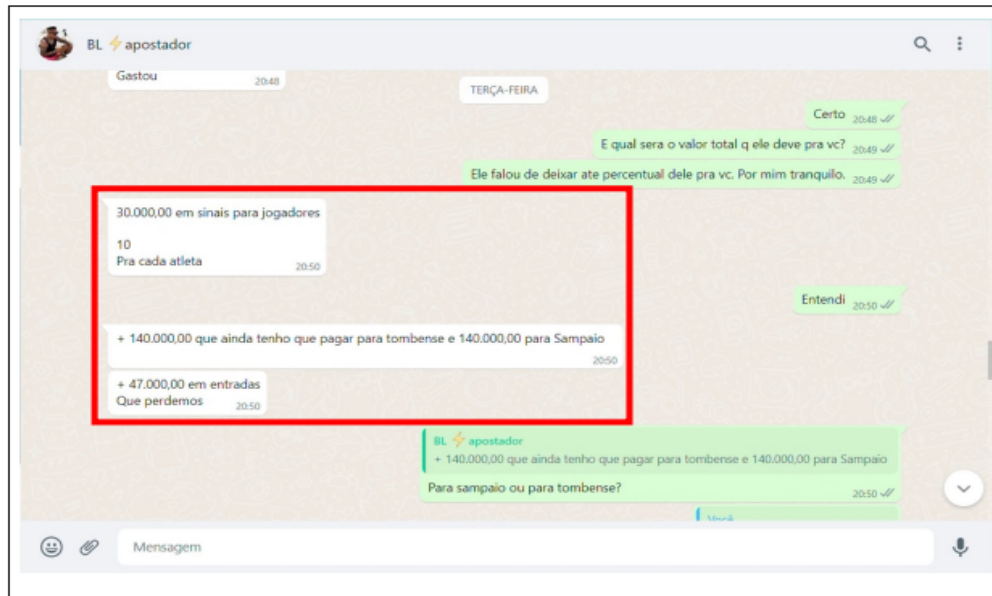 BL ⚡ apostador
Gastou
20:48
TERÇA-FEIRA
Certo 20:48
E qual sera o valor total q ele deve pra vc? 20:49
Ele falou de deixar ate percentual dele pra vc. Por mim tranquilo. 20:49
30.000,00 em sinais para jogadores
10
Pra cada atleta 20:50
Entendi 20:50
+ 140.000,00 que ainda tenho que pagar para tombense e 140.000,00 para Sampaio
20:50
+ 47.000,00 em entradas
Que perdemos 20:50
BL ⚡ apostador
+ 140.000,00 que ainda tenho que pagar para tombense e 140.000,00 para Sampaio
Para sampaio ou para tombense? 20:50
Você
Mensagem